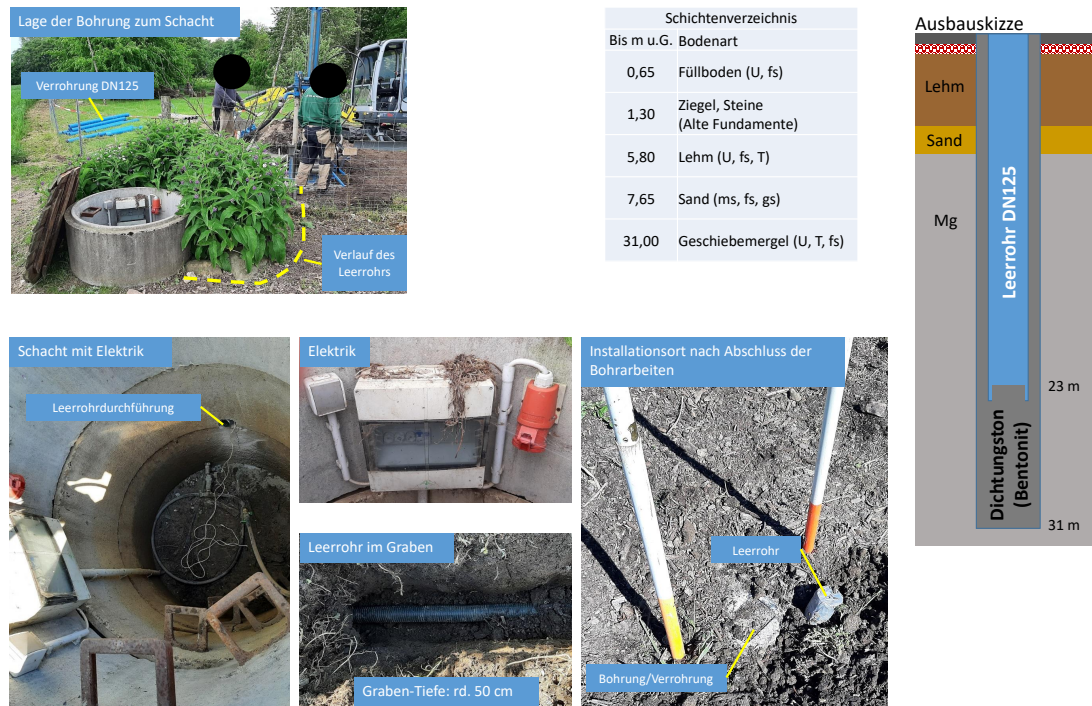 Lage der Bohrung zum Schacht
Verrohrung DN125
Verlauf des
Leerrohrs
Schichtenverzeichnis
Bis m u.G. Bodenart
0,65 Füllboden (U, fs)
1,30 Ziegel, Steine
(Alte Fundamente)
5,80 Lehm (U, fs, T)
7,65 Sand (ms, fs, gs)
31,00 Geschiebemergel (U, T, fs)
Ausbauskizze
Lehm
Sand
Mg
Leerrohr DN125
23 m
Dichtungston
(Bentonit)
31 m
Schacht mit Elektrik
Leerrohrdurchführung
Elektrik
Leerrohr im Graben
Graben-Tiefe: rd. 50 cm
Installationsort nach Abschluss der
Bohrarbeiten
Leerrohr
Bohrung/Verrohrung